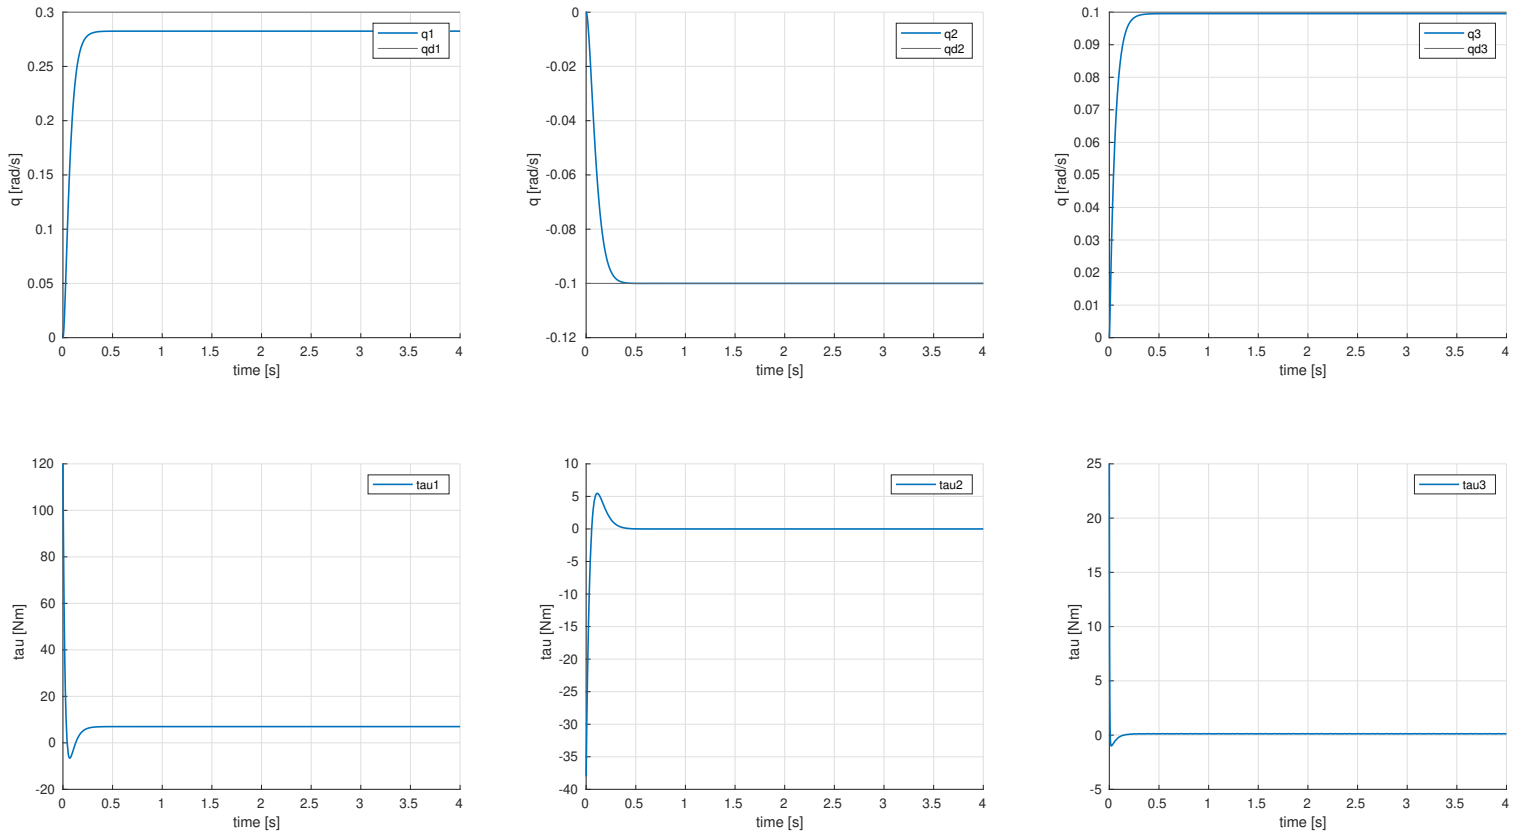 0.3
0.25
0.2
0.15
0.1
0.05
0
q [rad/s]
0 0.5 1 1.5 2 2.5 3 3.5 4
time [s]
q1
qd1
0
-0.02
-0.04
-0.06
-0.08
-0.1
-0.12
q [rad/s]
0 0.5 1 1.5 2 2.5 3 3.5 4
time [s]
q2
qd2
0.1
0.09
0.08
0.07
0.06
0.05
0.04
0.03
0.02
0.01
0
q [rad/s]
0 0.5 1 1.5 2 2.5 3 3.5 4
time [s]
q3
qd3
120
100
80
60
40
20
0
-20
tau [Nm]
0 0.5 1 1.5 2 2.5 3 3.5 4
time [s]
tau1
10
5
0
-5
-10
-15
-20
-25
-30
-35
-40
tau [Nm]
0 0.5 1 1.5 2 2.5 3 3.5 4
time [s]
tau2
25
20
15
10
5
0
-5
tau [Nm]
0 0.5 1 1.5 2 2.5 3 3.5 4
time [s]
tau3